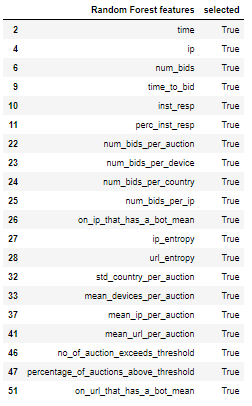 Random Forest features selected
2 time True
4 ip True
6 num_bids True
9 time_to_bid True
10 inst_resp True
11 perc_inst_resp True
22 num_bids_per_auction True
23 num_bids_per_device True
24 num_bids_per_country True
25 num_bids_per_ip True
26 on_ip_that_has_a_bot_mean True
27 ip_entropy True
28 url_entropy True
32 std_country_per_auction True
33 mean_devices_per_auction True
37 mean_ip_per_auction True
41 mean_url_per_auction True
46 no_of_auction_exceeds_threshold True
47 percentage_of_auctions_above_threshold True
51 on_url_that_has_a_bot_mean True